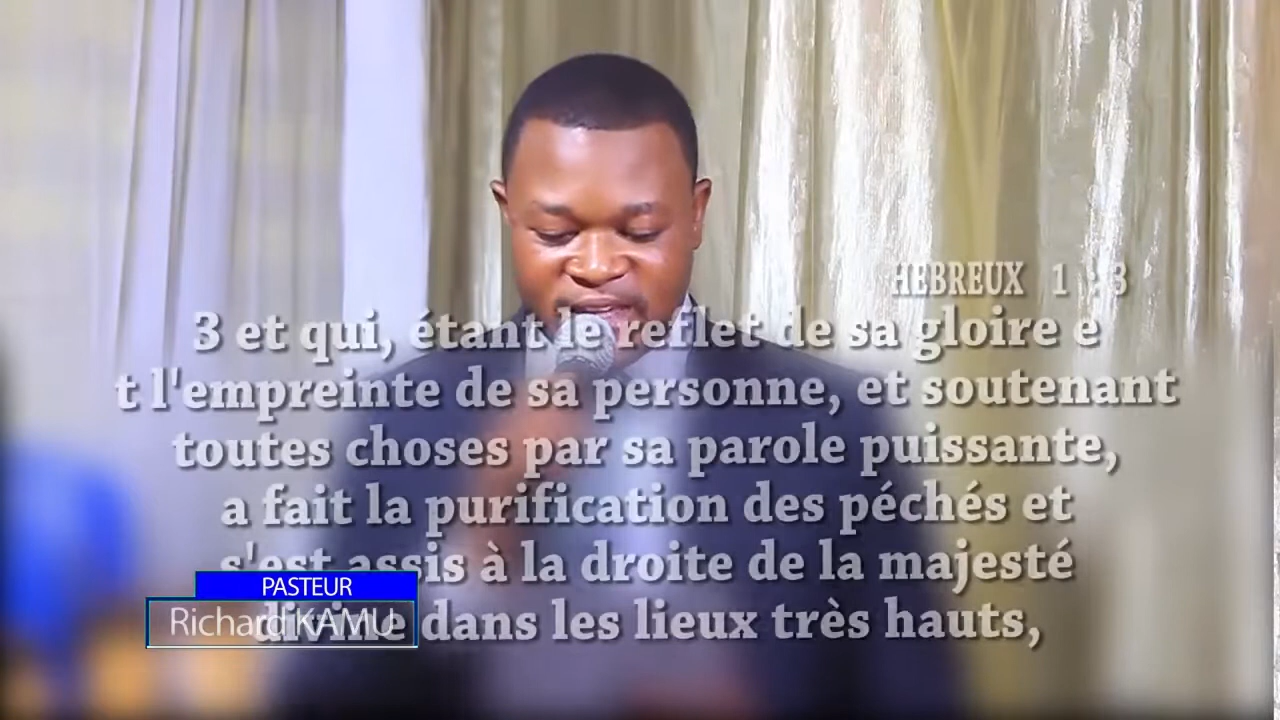 HEBREUX 1 : 3
3 et qui, étant le reflet de sa gloire e
t l'empreinte de sa personne, et soutenant
toutes choses par sa parole puissante,
a fait la purification des péchés et
s'est assis à la droite de la majesté
divine dans les lieux très hauts,
PASTEUR
Richard KAMU